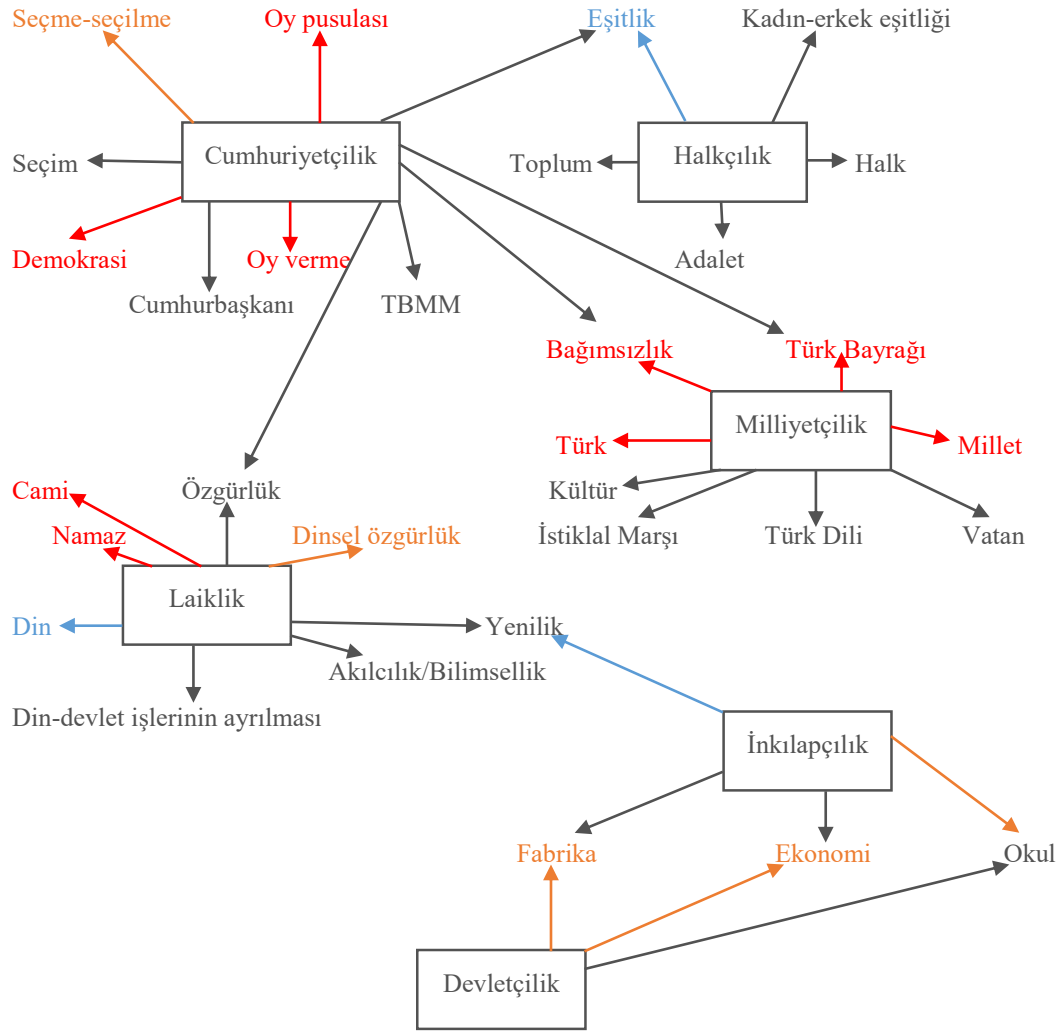 Seçme-seçilme
Oy pusulası
Eşitlik
Kadın-erkek eşitliği
Cumhuriyetçilik
Halkçılık
Seçim
Toplum
Halk
Demokrasi
Oy verme
Adalet
Cumhurbaşkanı
TBMM
Bağımsızlık
Türk Bayrağı
Milliyetçilik
Türk
Millet
Kültür
İstiklal Marşı
Türk Dili
Vatan
Cami
Özgürlük
Namaz
Dinsel özgürlük
Laiklik
Din
Yenilik
Akılcılık/Bilimsellik
Din-devlet işlerinin ayrılması
İnkılapçılık
Fabrika
Ekonomi
Okul
Devletçilik